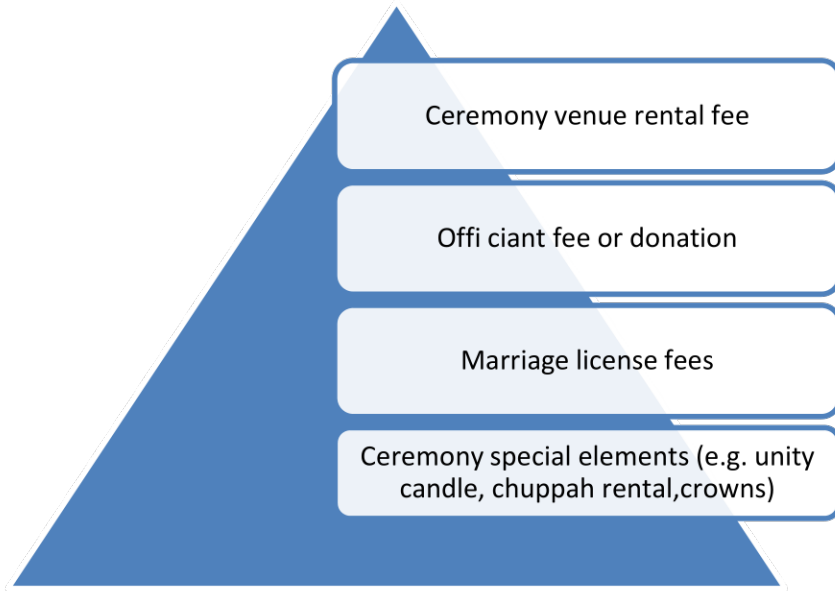 Ceremony venue rental fee
Offi ciant fee or donation
Marriage license fees
Ceremony special elements (e.g. unity
candle, chuppah rental,crowns)